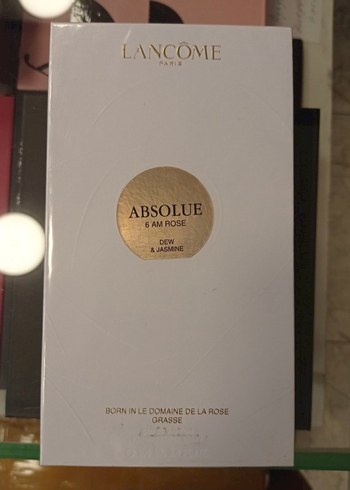 LANCÔME
PARIS
ABSOLUE
6 AM ROSE
DEW
& JASMINE
BORN IN LE DOMAINE DE LA ROSE
GRASSE